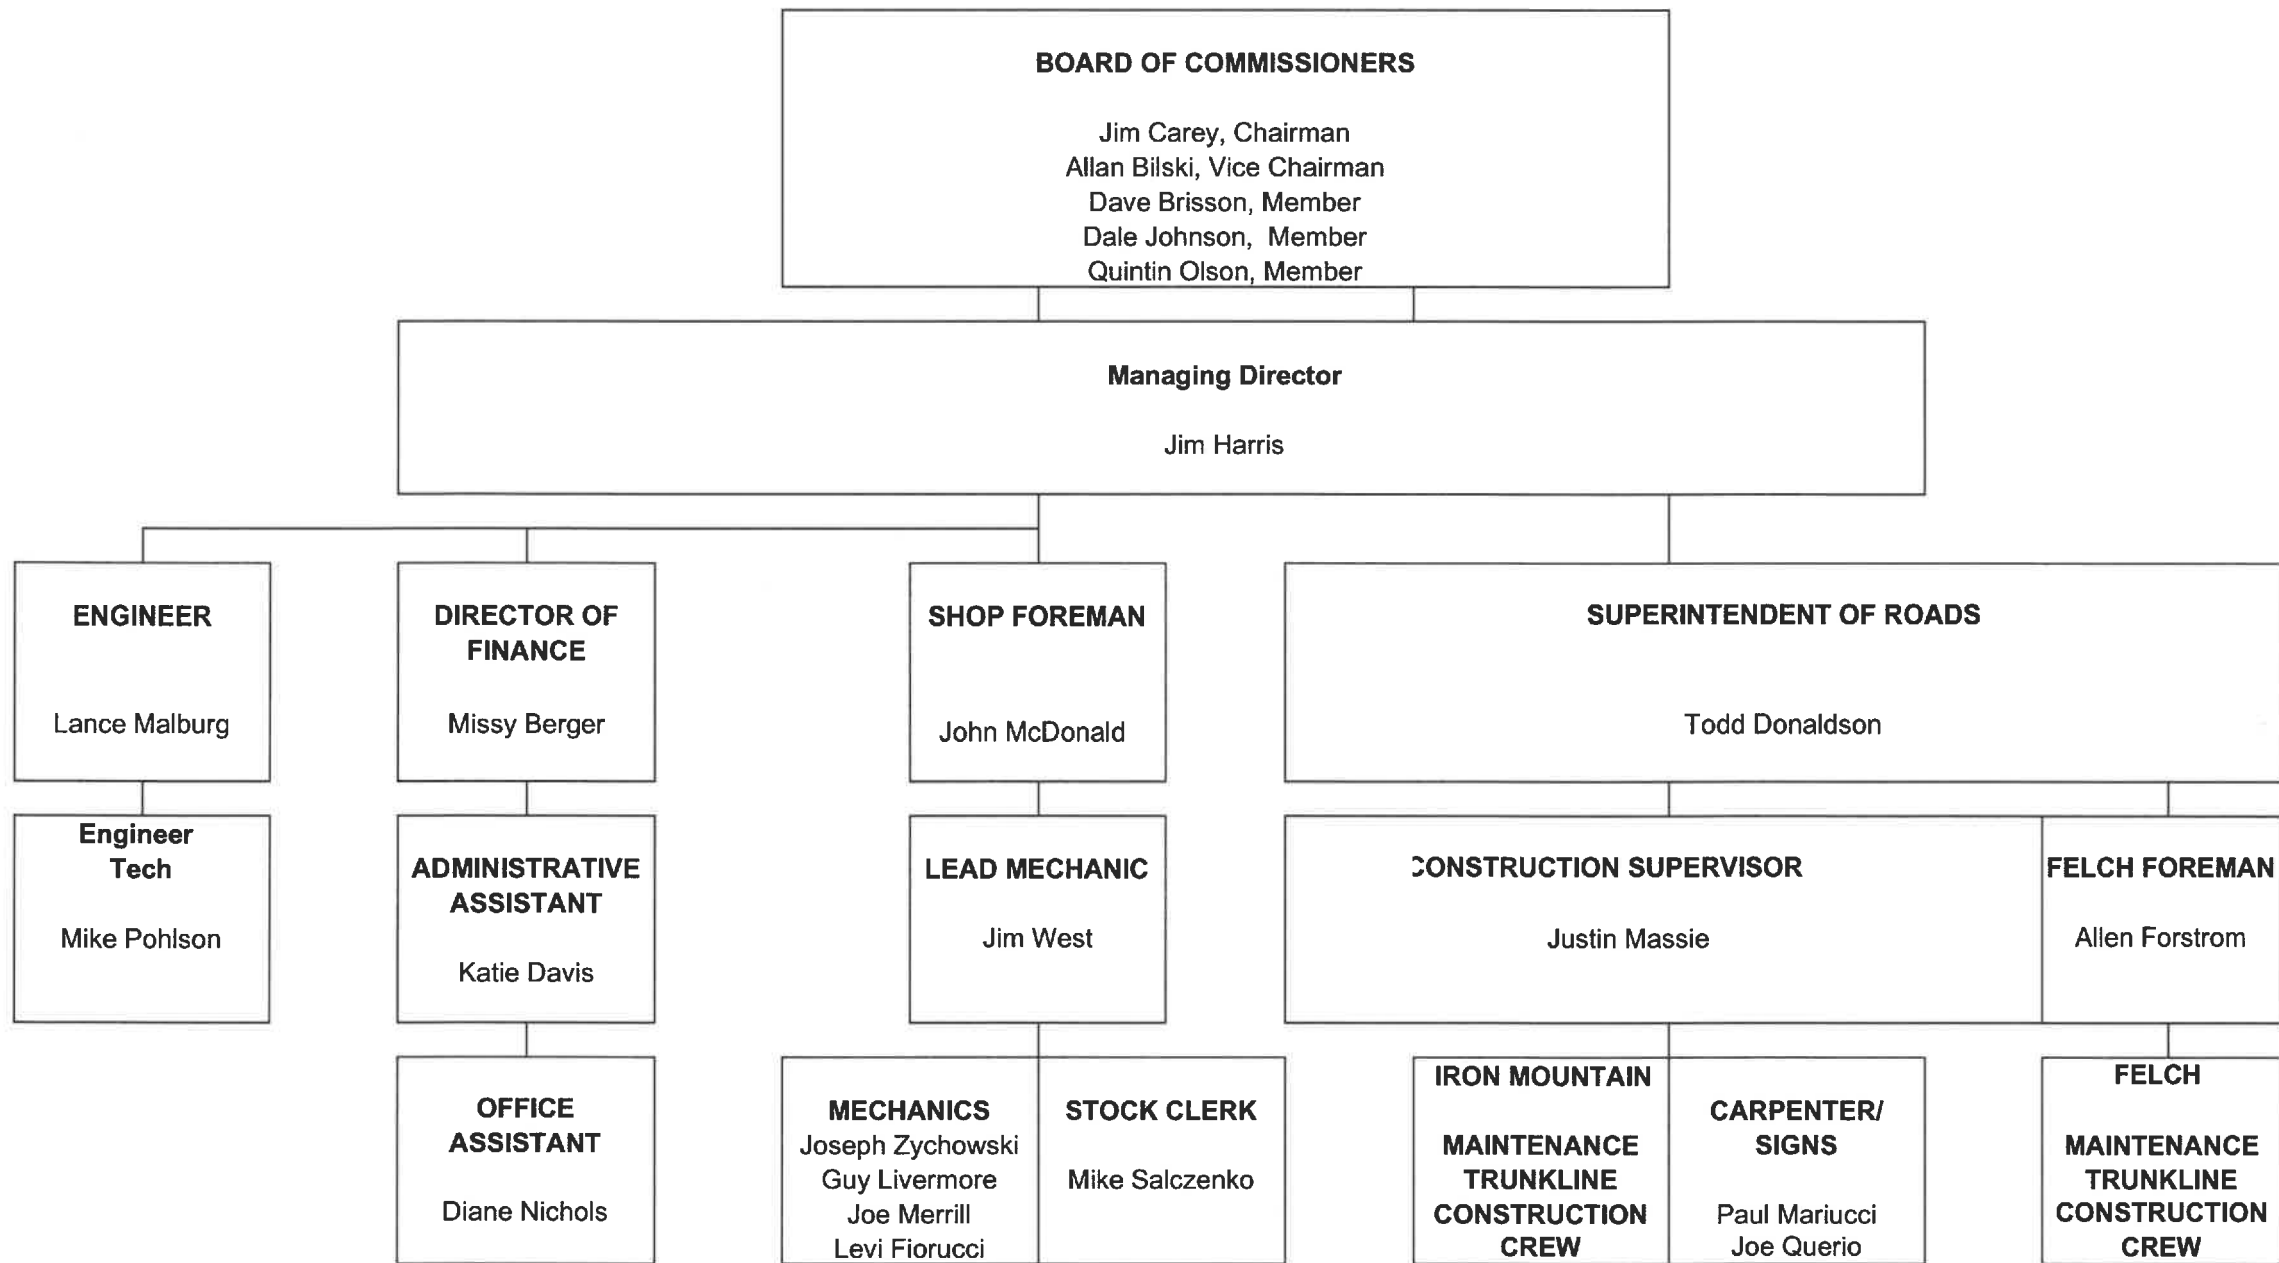 BOARD OF COMMISSIONERS
Jim Carey, Chairman
Allan Bilski, Vice Chairman
Dave Brisson, Member
Dale Johnson,  Member
Quintin Olson, Member
Managing Director
Jim Harris
ENGINEER
Lance Malburg
DIRECTOR OF
FINANCE
Missy Berger
SHOP FOREMAN
John McDonald
SUPERINTENDENT OF ROADS
Todd Donaldson
Engineer
Tech
Mike Pohlson
ADMINISTRATIVE
ASSISTANT
Katie Davis
LEAD MECHANIC
Jim West
CONSTRUCTION SUPERVISOR
Justin Massie
FELCH FOREMAN
Allen Forstrom
OFFICE
ASSISTANT
Diane Nichols
MECHANICS
Joseph Zychowski
Guy Livermore
Joe Merrill
Levi Fiorucci
STOCK CLERK
Mike Salczenko
IRON MOUNTAIN
MAINTENANCE
TRUNKLINE
CONSTRUCTION
CREW
CARPENTER/
SIGNS
Paul Mariucci
Joe Querio
FELCH
MAINTENANCE
TRUNKLINE
CONSTRUCTION
CREW